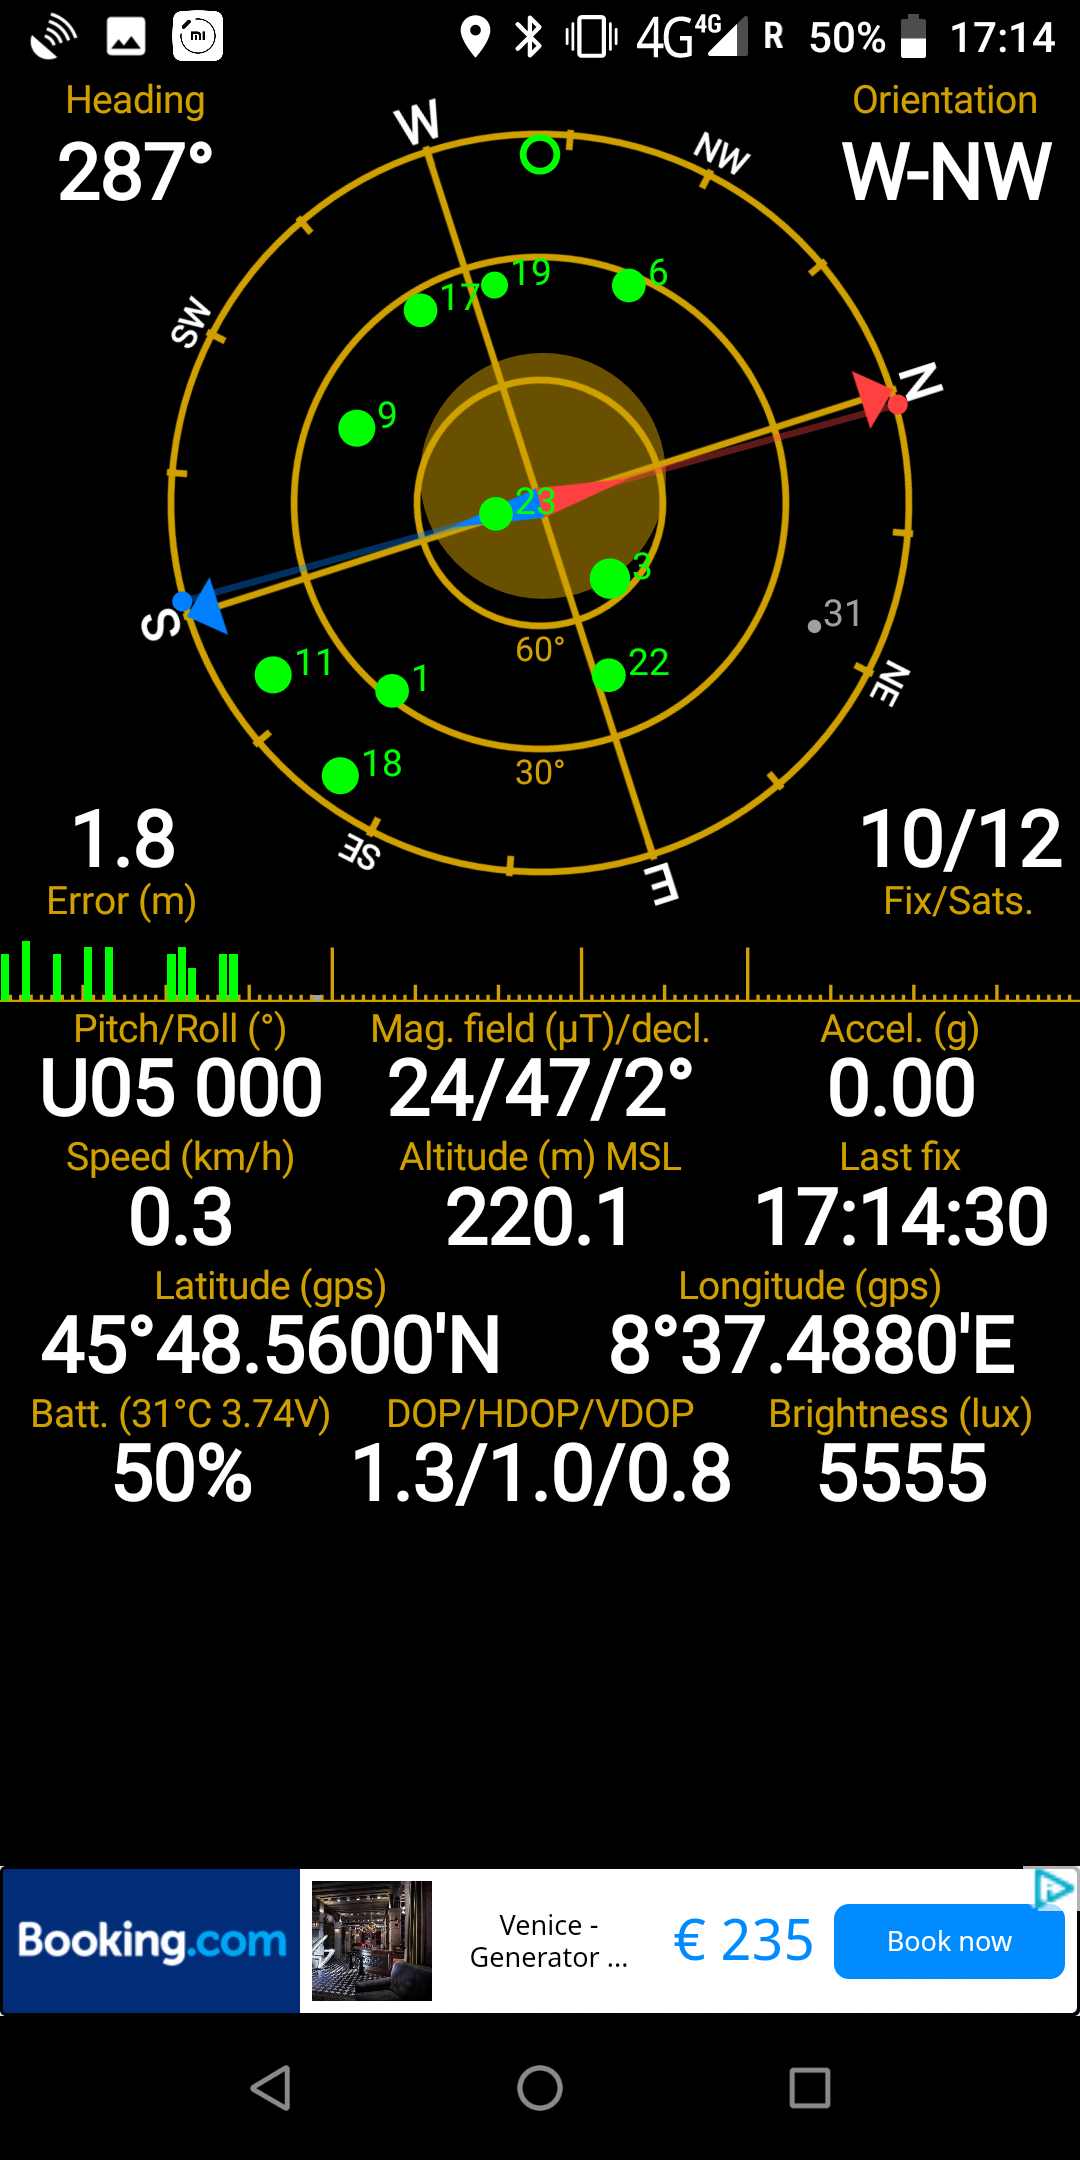 mi 4G 4G R 50% 17:14
Heading
287°
Orientation
W-NW
W
NW
N
NE
E
SE
S
SW
19
6
17
9
23
3
31
11
1
22
18
60°
30°
1.8
Error (m)
10/12
Fix/Sats.
Pitch/Roll (°) Mag. field (µT)/decl. Accel. (g)
U05 000 24/47/2° 0.00
Speed (km/h) Altitude (m) MSL Last fix
0.3 220.1 17:14:30
Latitude (gps) Longitude (gps)
45°48.5600'N 8°37.4880'E
Batt. (31°C 3.74V) DOP/HDOP/VDOP Brightness (lux)
50% 1.3/1.0/0.8 5555
Booking.com
Venice -
Generator ...
€ 235
Book now